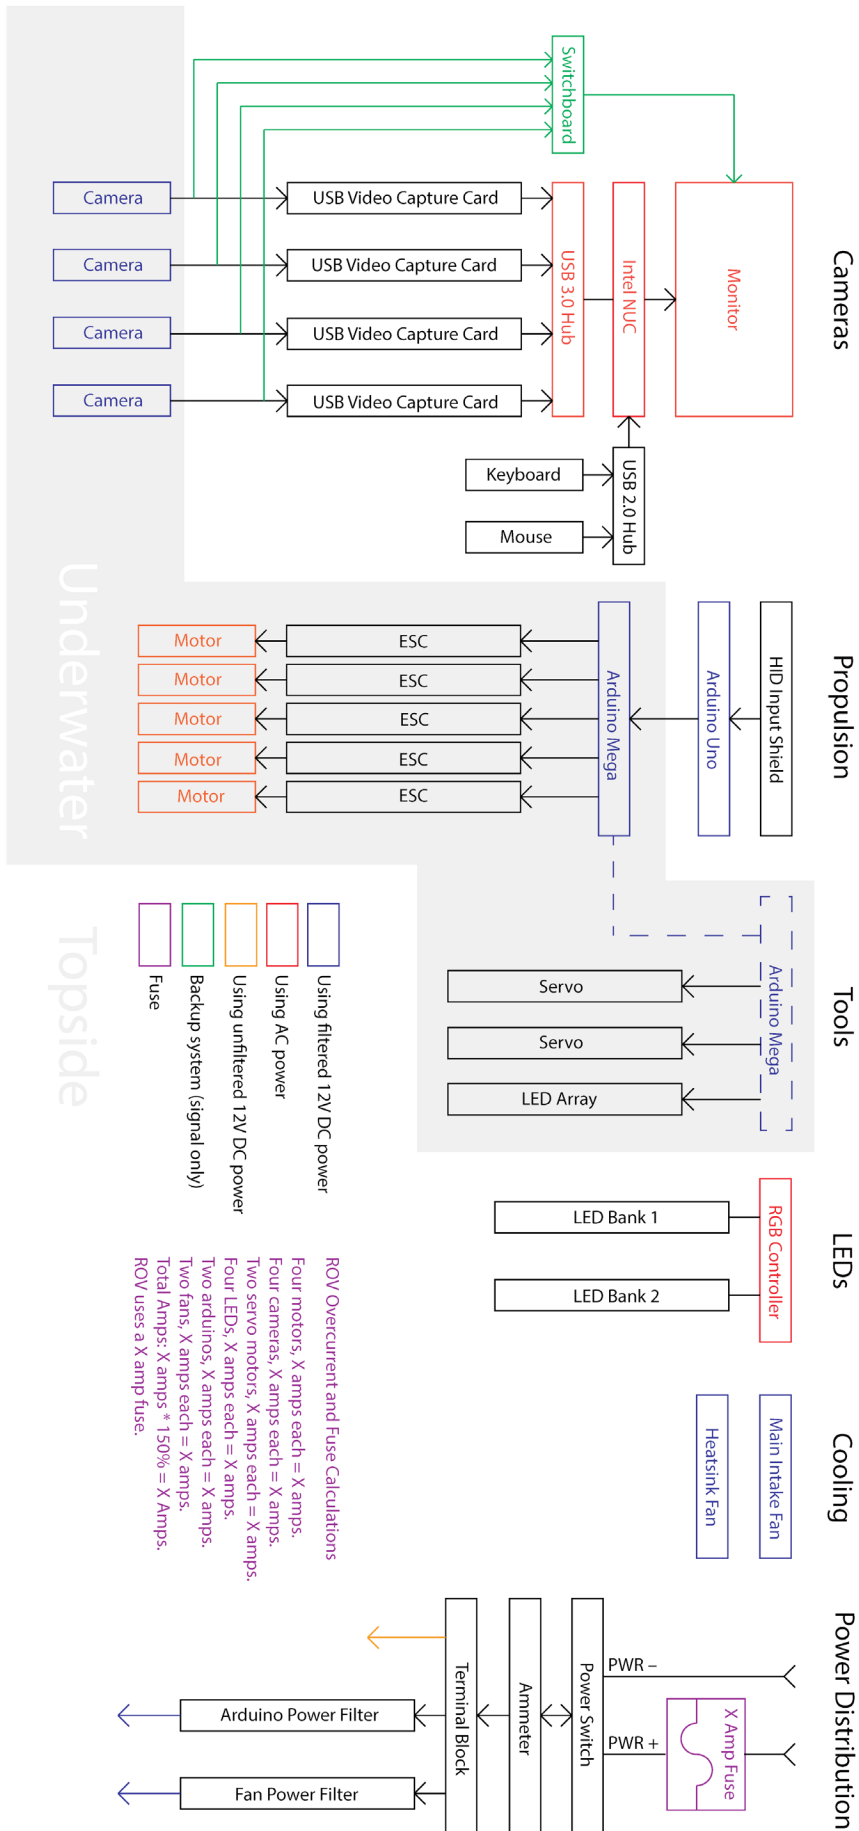 Cameras
Switchboard
Camera
USB Video Capture Card
Camera
USB Video Capture Card
Camera
USB Video Capture Card
Camera
USB Video Capture Card
USB 3.0 Hub
Intel NUC
Monitor
Keyboard
Mouse
USB 2.0 Hub
Underwater
Propulsion
HID Input Shield
Arduino Uno
Arduino Mega
ESC
Motor
ESC
Motor
ESC
Motor
ESC
Motor
ESC
Motor
Topside
Tools
Arduino Mega
Servo
Servo
LED Array
Using filtered 12V DC power
Using AC power
Using unfiltered 12V DC power
Backup system (signal only)
Fuse
LEDs
RGB Controller
LED Bank 1
LED Bank 2
ROV Overcurrent and Fuse Calculations
Four motors, X amps each = X amps.
Four cameras, X amps each = X amps.
Two servo motors, X amps each = X amps.
Four LEDs, X amps each = X amps.
Two arduinos, X amps each = X amps.
Two fans, X amps each = X amps.
Total Amps: X amps * 150% = X Amps.
ROV uses a X amp fuse.
Cooling
Main Intake Fan
Heatsink Fan
Power Distribution
PWR –
PWR +
X Amp Fuse
Power Switch
Ammeter
Terminal Block
Arduino Power Filter
Fan Power Filter